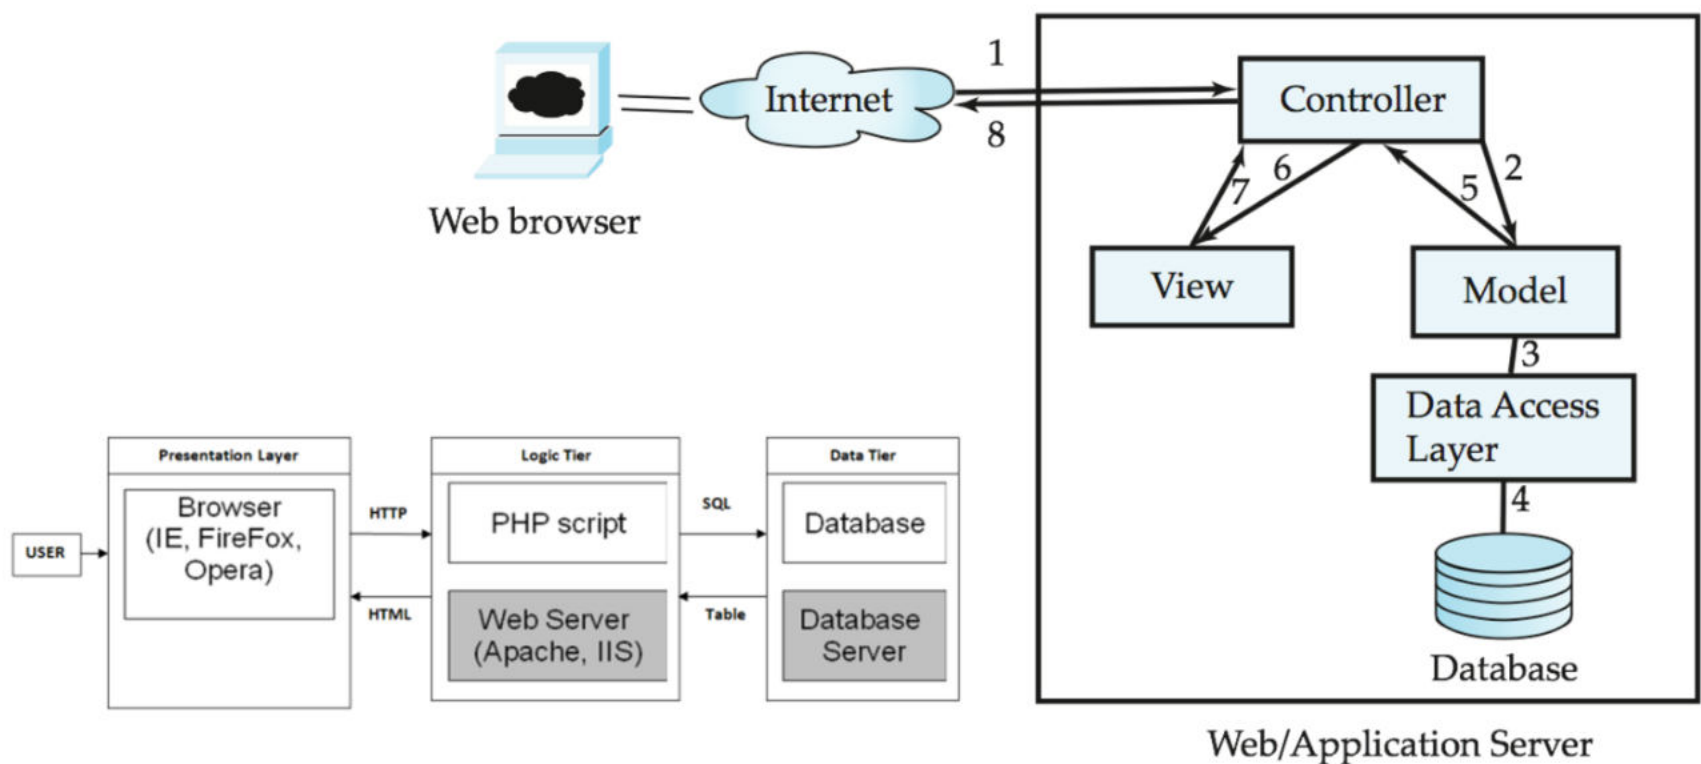 1
Internet
Controller
8
Web browser
6
7
5
2
View
Model
3
Data Access
Layer
4
Database
Web/Application Server
USER
Presentation Layer
Browser
(IE, FireFox,
Opera)
HTTP
HTML
Logic Tier
PHP script
Web Server
(Apache, IIS)
SQL
Table
Data Tier
Database
Database
Server